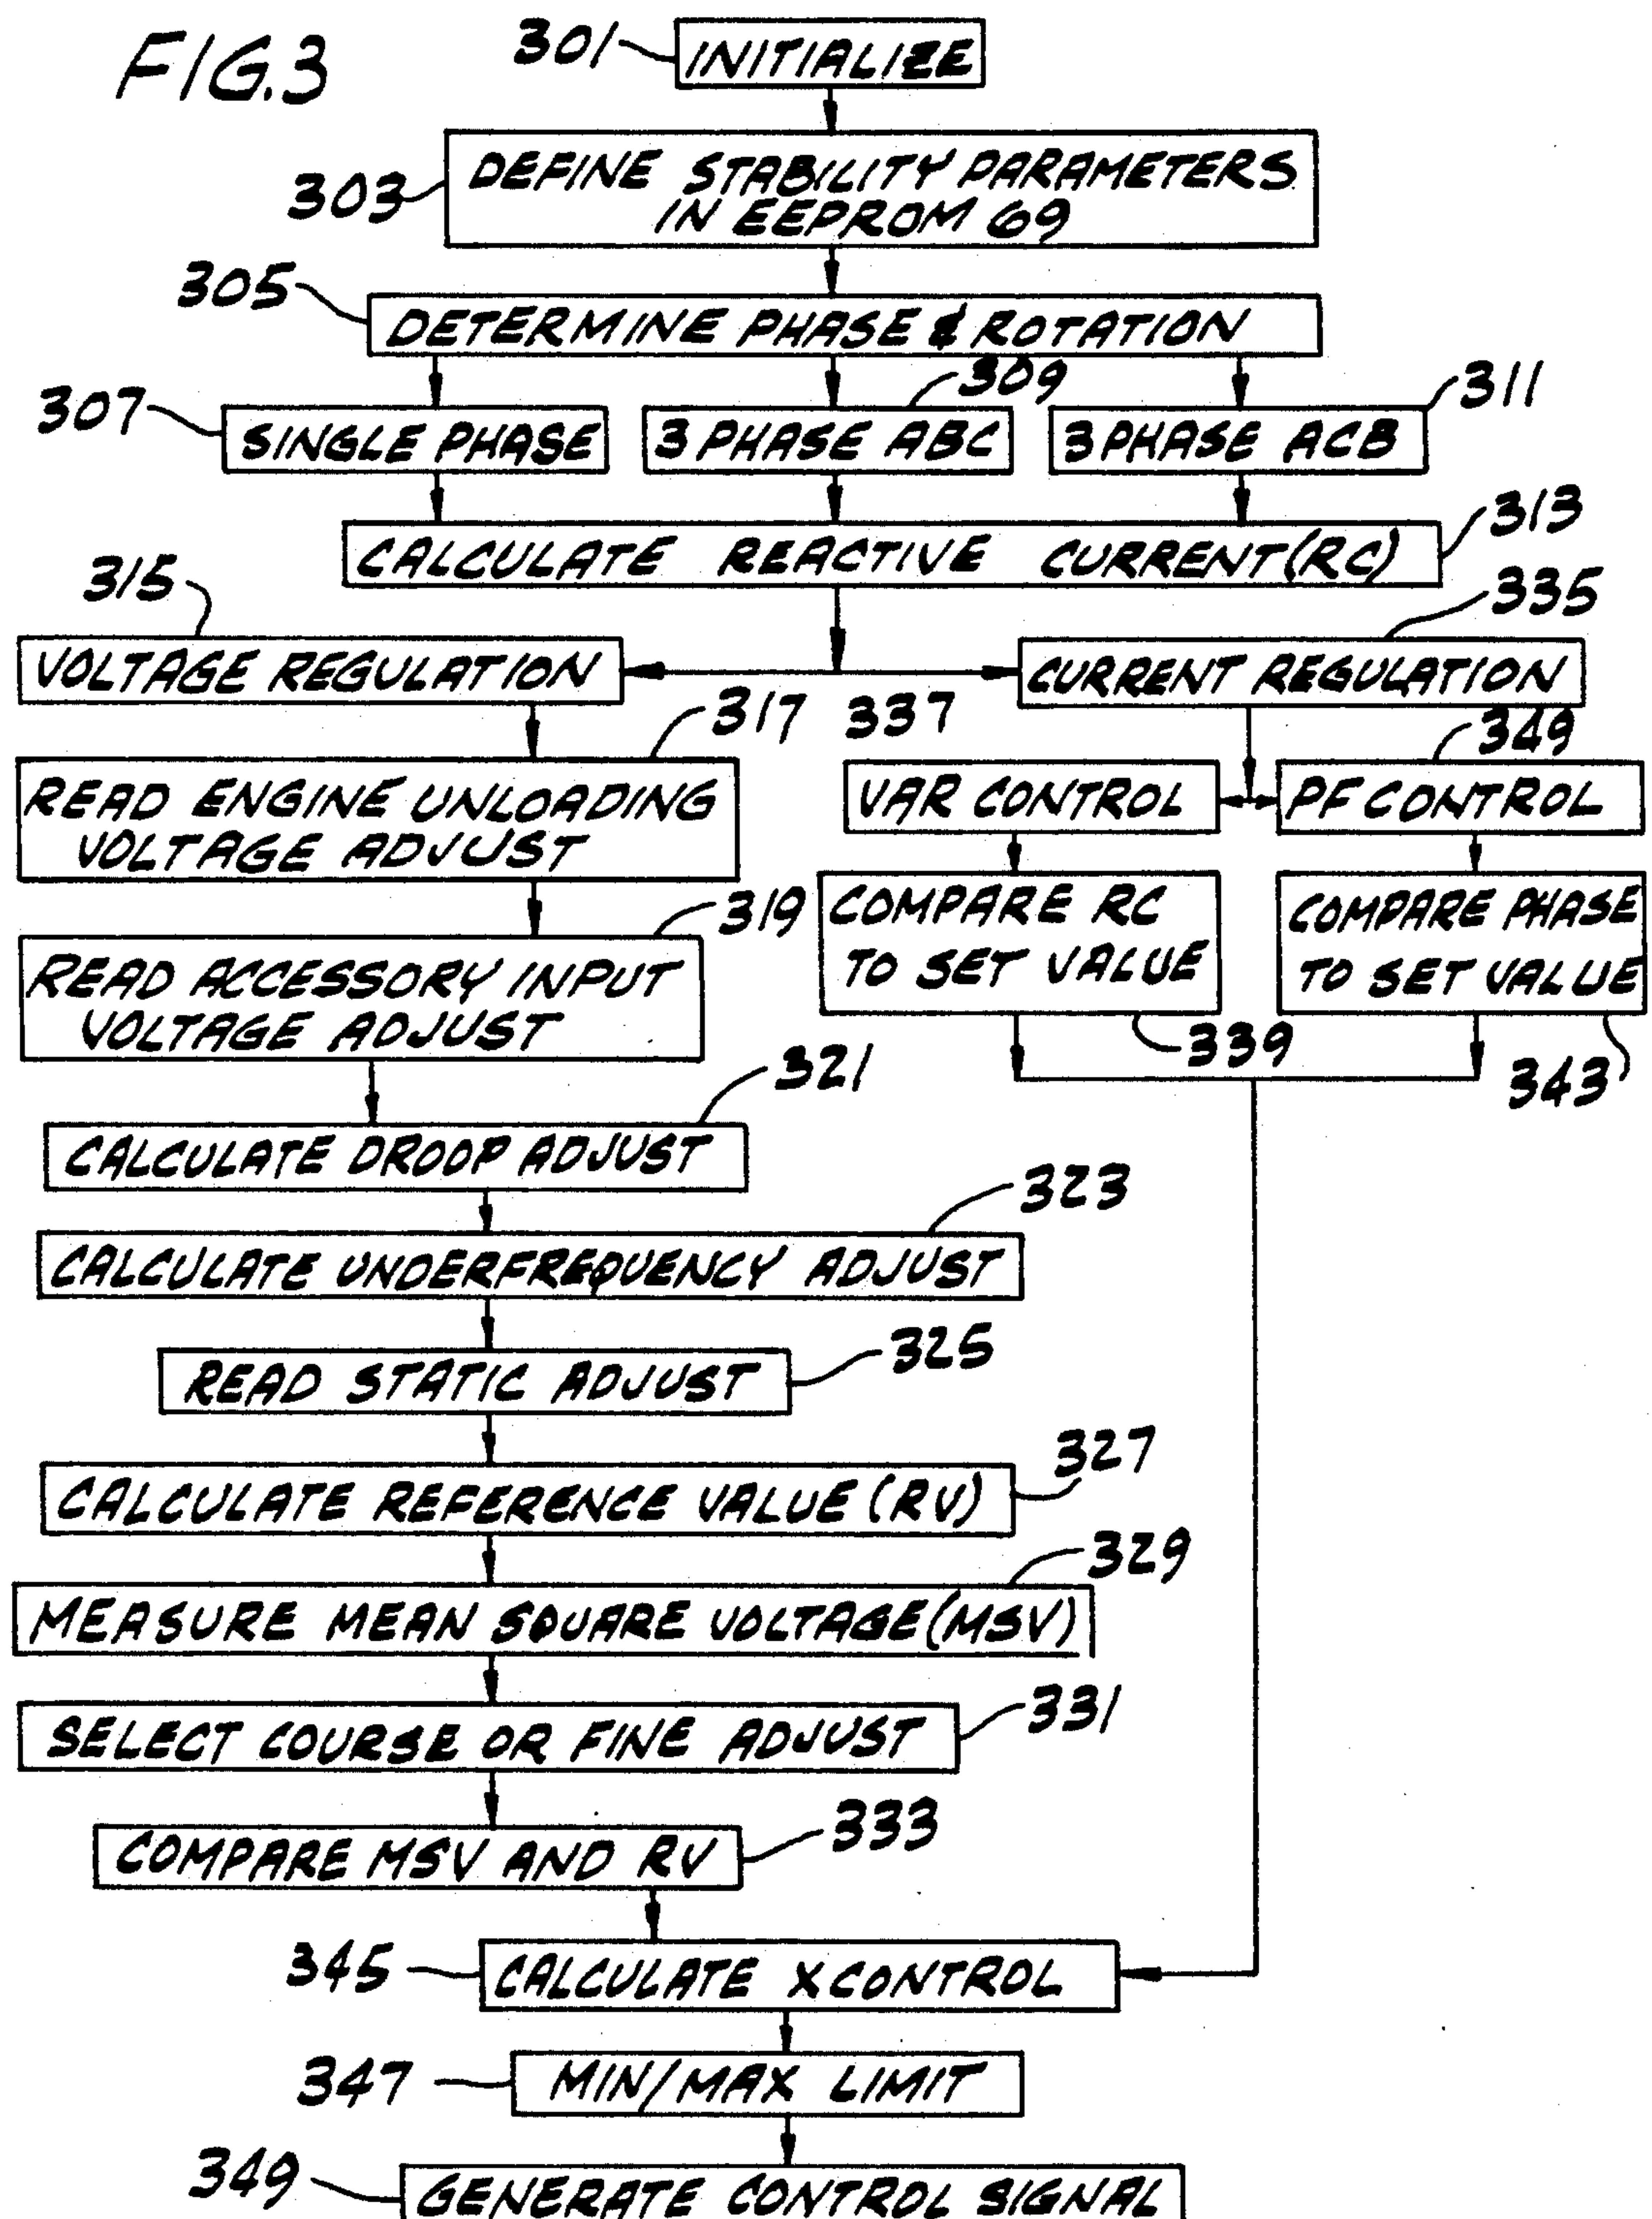 FIG.3
301
INITIALIZE
303
DEFINE STABILITY PARAMETERS
IN EEPROM 69
305
DETERMINE PHASE & ROTATION
307
SINGLE PHASE
309
3 PHASE ABC
311
3 PHASE ACB
313
CALCULATE REACTIVE CURRENT (RC)
315
VOLTAGE REGULATION
335
CURRENT REGULATION
317
READ ENGINE UNLOADING
VOLTAGE ADJUST
337
VAR CONTROL
349
PF CONTROL
319
READ ACCESSORY INPUT
VOLTAGE ADJUST
COMPARE RC
TO SET VALUE
339
COMPARE PHASE
TO SET VALUE
343
321
CALCULATE DROOP ADJUST
323
CALCULATE UNDERFREQUENCY ADJUST
325
READ STATIC ADJUST
327
CALCULATE REFERENCE VALUE (RV)
329
MEASURE MEAN SQUARE VOLTAGE (MSV)
331
SELECT COURSE OR FINE ADJUST
333
COMPARE MSV AND RV
345
CALCULATE XCONTROL
347
MIN/MAX LIMIT
349
GENERATE CONTROL SIGNAL